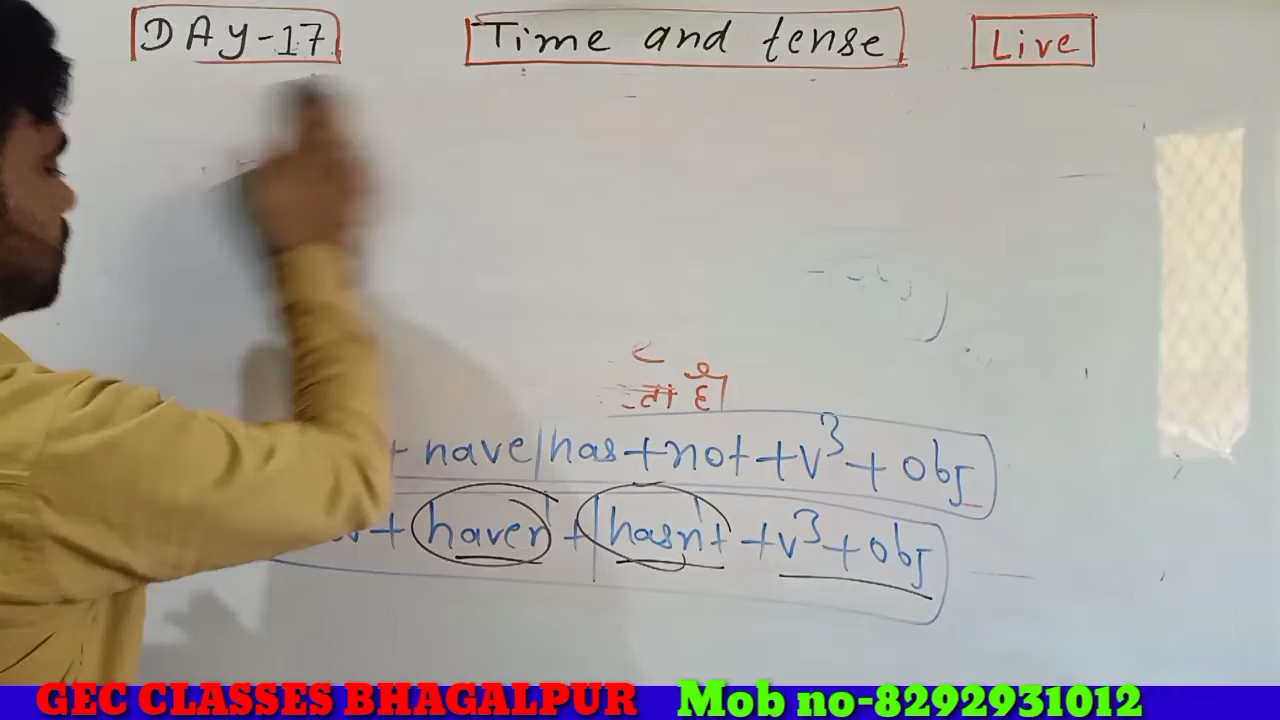 DAY-17 Time and tense Live
ता है
+ have/has + not + v³ + obj
+ haven't + | hasn't + v³ + obj
GEC CLASSES BHAGALPUR Mob no-8292931012